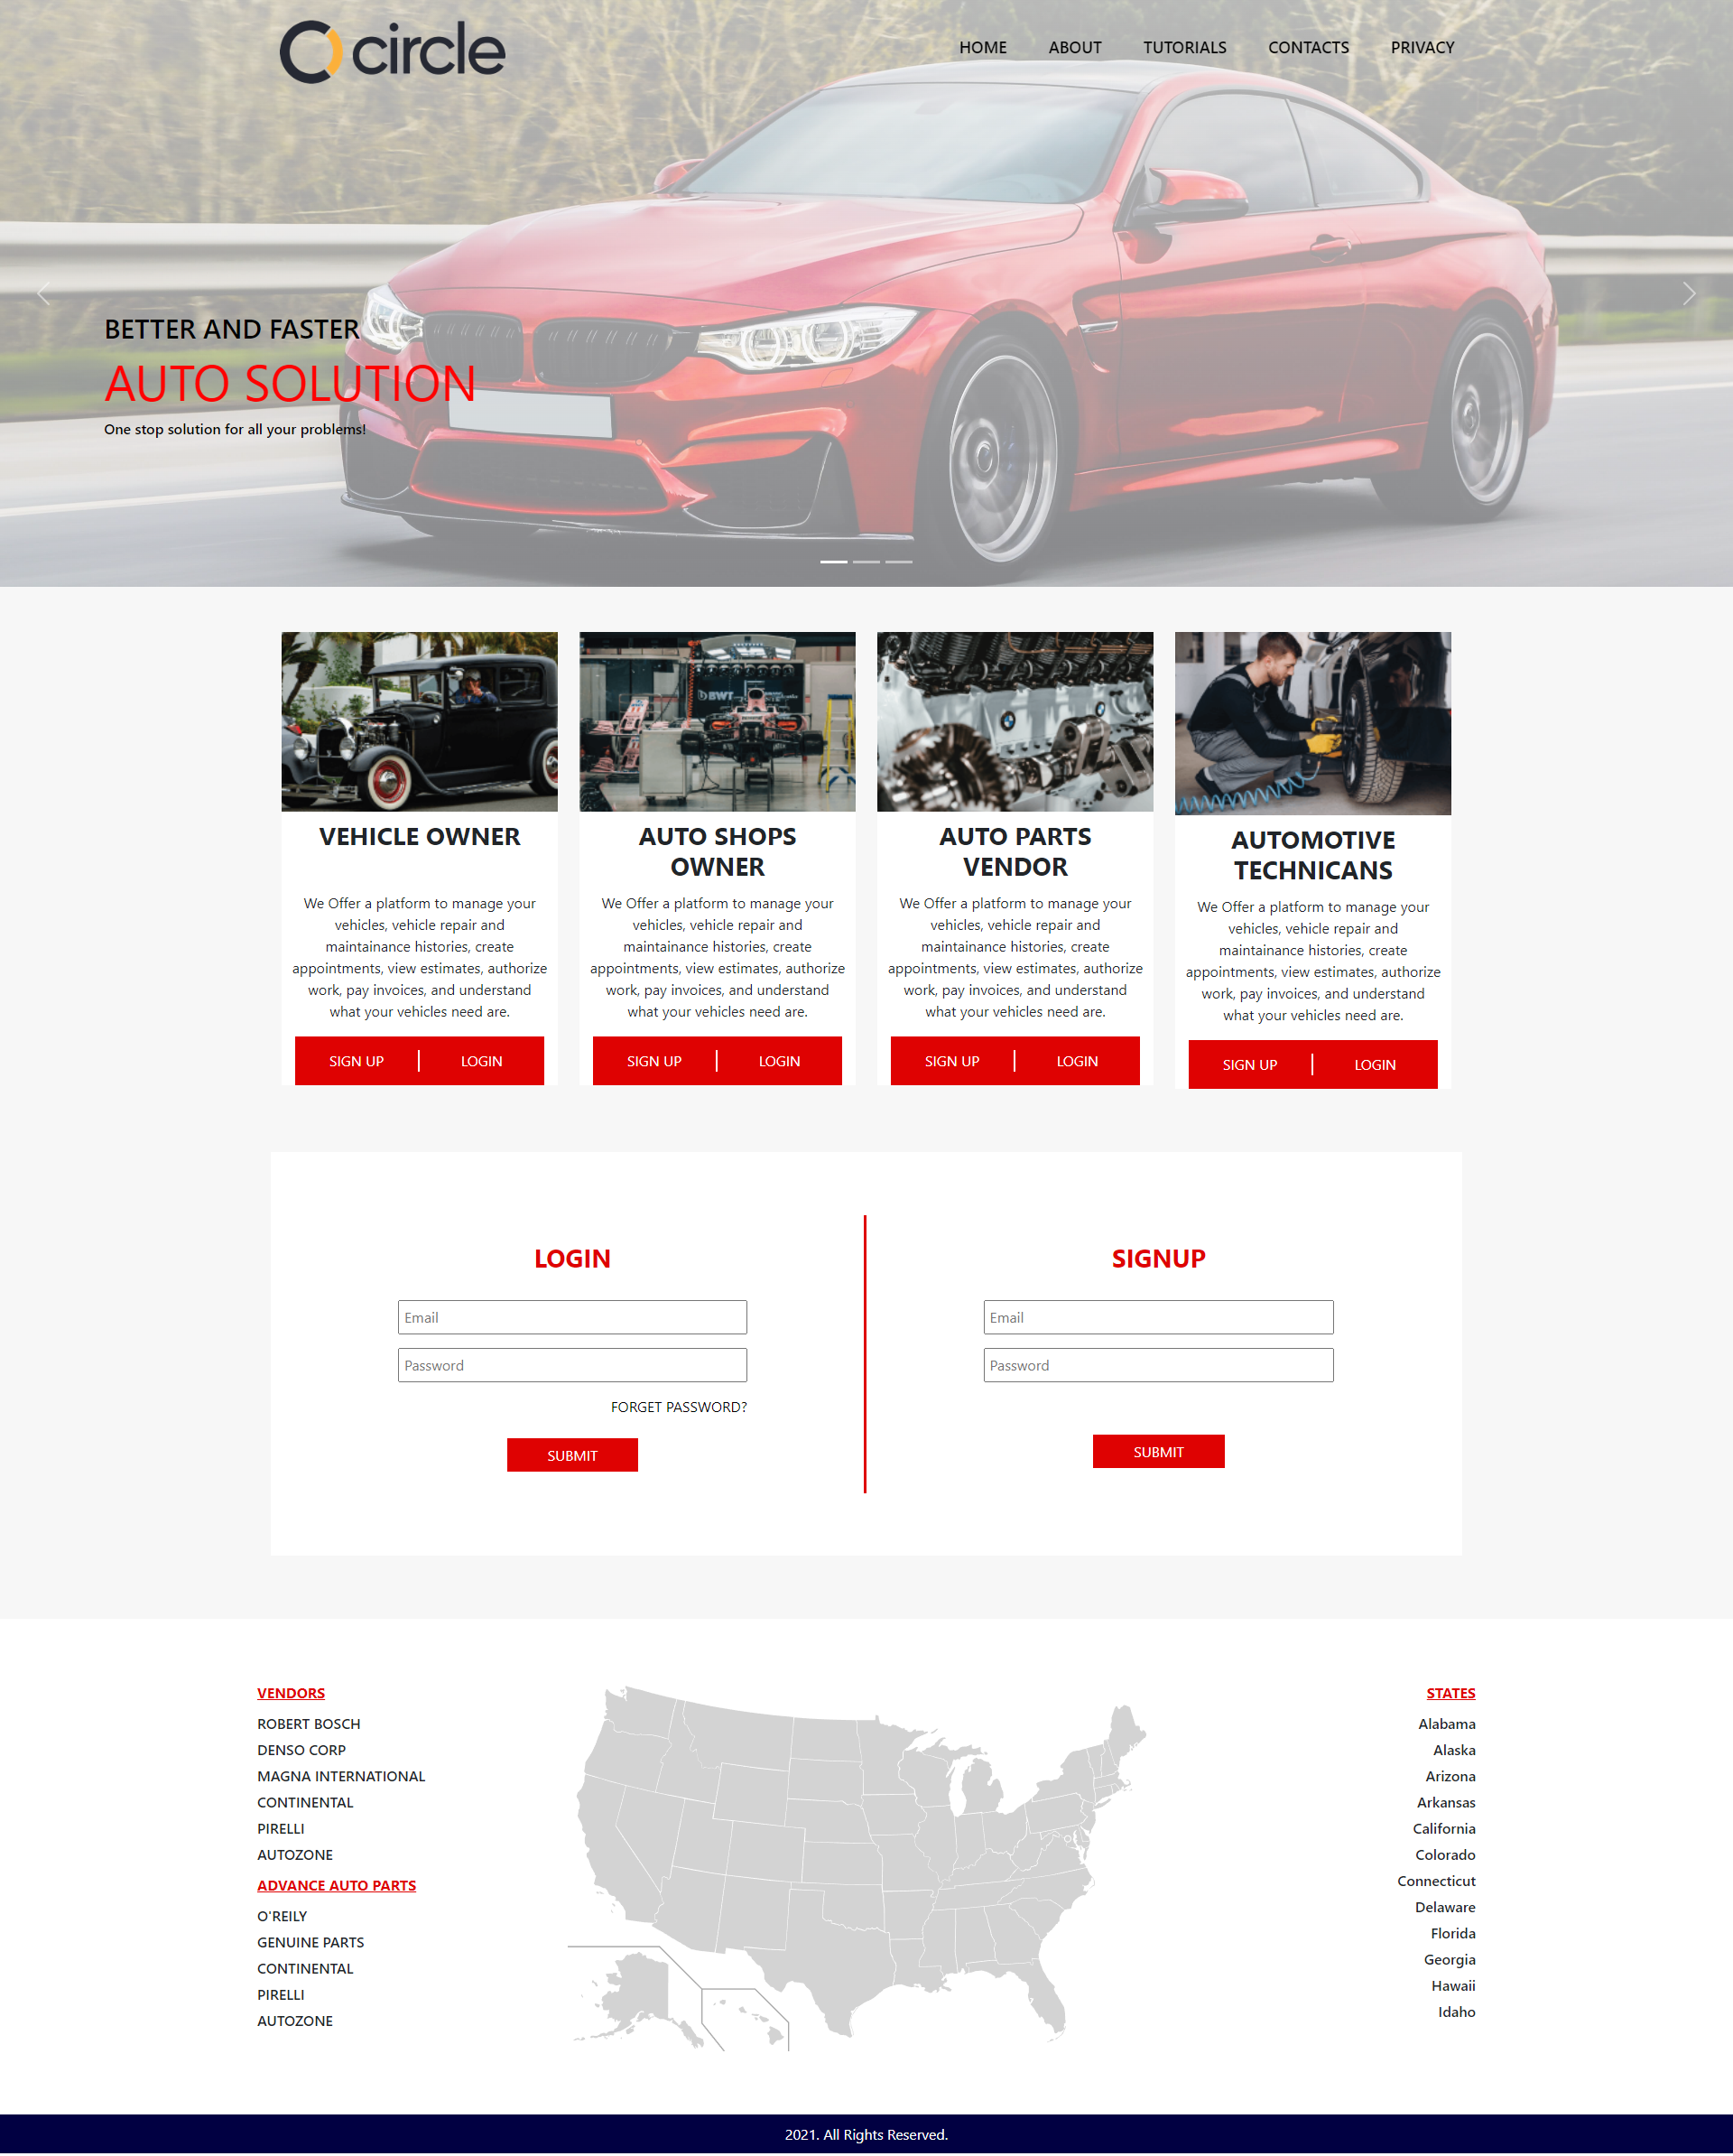 circle
HOME ABOUT TUTORIALS CONTACTS PRIVACY
BETTER AND FASTER
AUTO SOLUTION
One stop solution for all your problems!
BWT
VEHICLE OWNER
We Offer a platform to manage your
vehicles, vehicle repair and
maintainance histories, create
appointments, view estimates, authorize
work, pay invoices, and understand
what your vehicles need are.
SIGN UP
LOGIN
AUTO SHOPS
OWNER
We Offer a platform to manage your
vehicles, vehicle repair and
maintainance histories, create
appointments, view estimates, authorize
work, pay invoices, and understand
what your vehicles need are.
SIGN UP
LOGIN
AUTO PARTS
VENDOR
We Offer a platform to manage your
vehicles, vehicle repair and
maintainance histories, create
appointments, view estimates, authorize
work, pay invoices, and understand
what your vehicles need are.
SIGN UP
LOGIN
AUTOMOTIVE
TECHNICANS
We Offer a platform to manage your
vehicles, vehicle repair and
maintainance histories, create
appointments, view estimates, authorize
work, pay invoices, and understand
what your vehicles need are.
SIGN UP
LOGIN
LOGIN
Email
Password
FORGET PASSWORD?
SUBMIT
SIGNUP
Email
Password
SUBMIT
VENDORS
ROBERT BOSCH
DENSO CORP
MAGNA INTERNATIONAL
CONTINENTAL
PIRELLI
AUTOZONE
ADVANCE AUTO PARTS
O'REILY
GENUINE PARTS
CONTINENTAL
PIRELLI
AUTOZONE
STATES
Alabama
Alaska
Arizona
Arkansas
California
Colorado
Connecticut
Delaware
Florida
Georgia
Hawaii
Idaho
2021. All Rights Reserved.